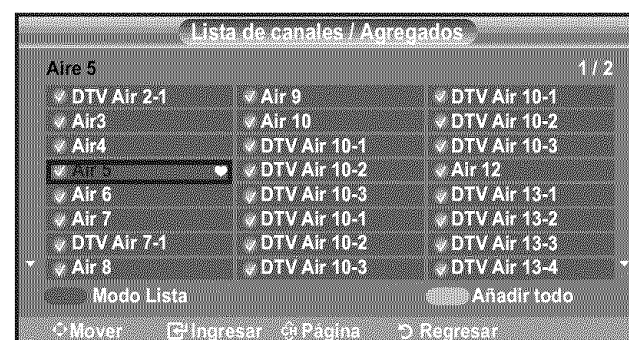 Lista de canales / Agregados
Aire 5 1 / 2
DTV Air 2-1 Air 9 DTV Air 10-1
Air3 Air 10 DTV Air 10-2
Air4 DTV Air 10-1 DTV Air 10-3
Air 5 DTV Air 10-2 Air 12
Air 6 DTV Air 10-3 DTV Air 13-1
Air 7 DTV Air 10-1 DTV Air 13-2
DTV Air 7-1 DTV Air 10-2 DTV Air 13-3
Air 8 DTV Air 10-3 DTV Air 13-4
Modo Lista Añadir todo
Mover Ingresar Página Regresar